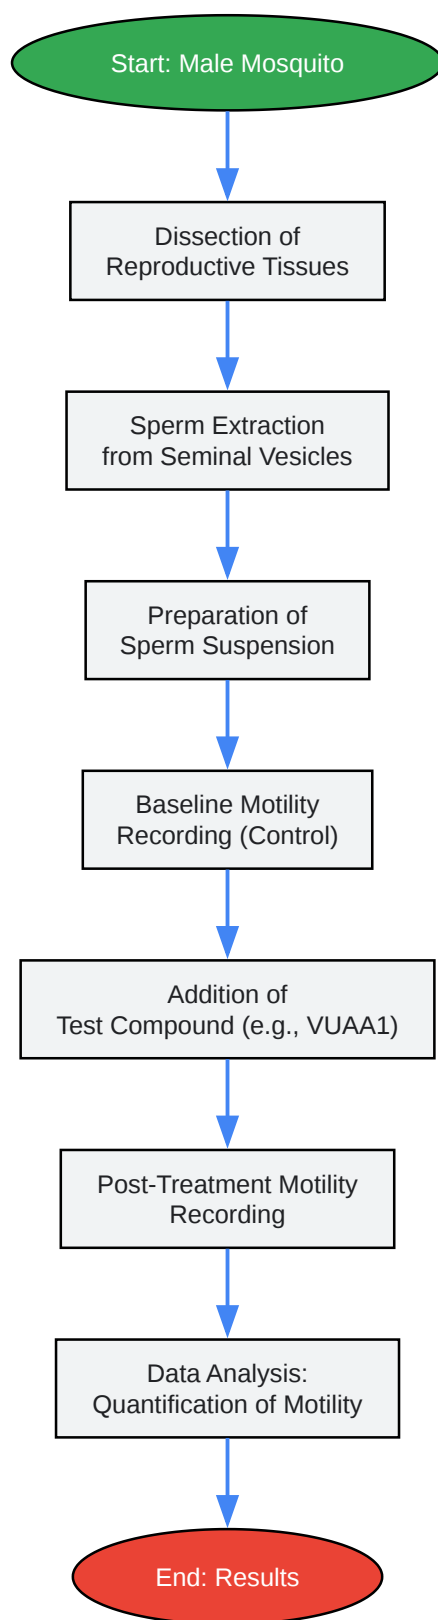 Start: Male Mosquito
Dissection of
Reproductive Tissues
Sperm Extraction
from Seminal Vesicles
Preparation of
Sperm Suspension
Baseline Motility
Recording (Control)
Addition of
Test Compound (e.g., VUAA1)
Post-Treatment Motility
Recording
Data Analysis:
Quantification of Motility
End: Results